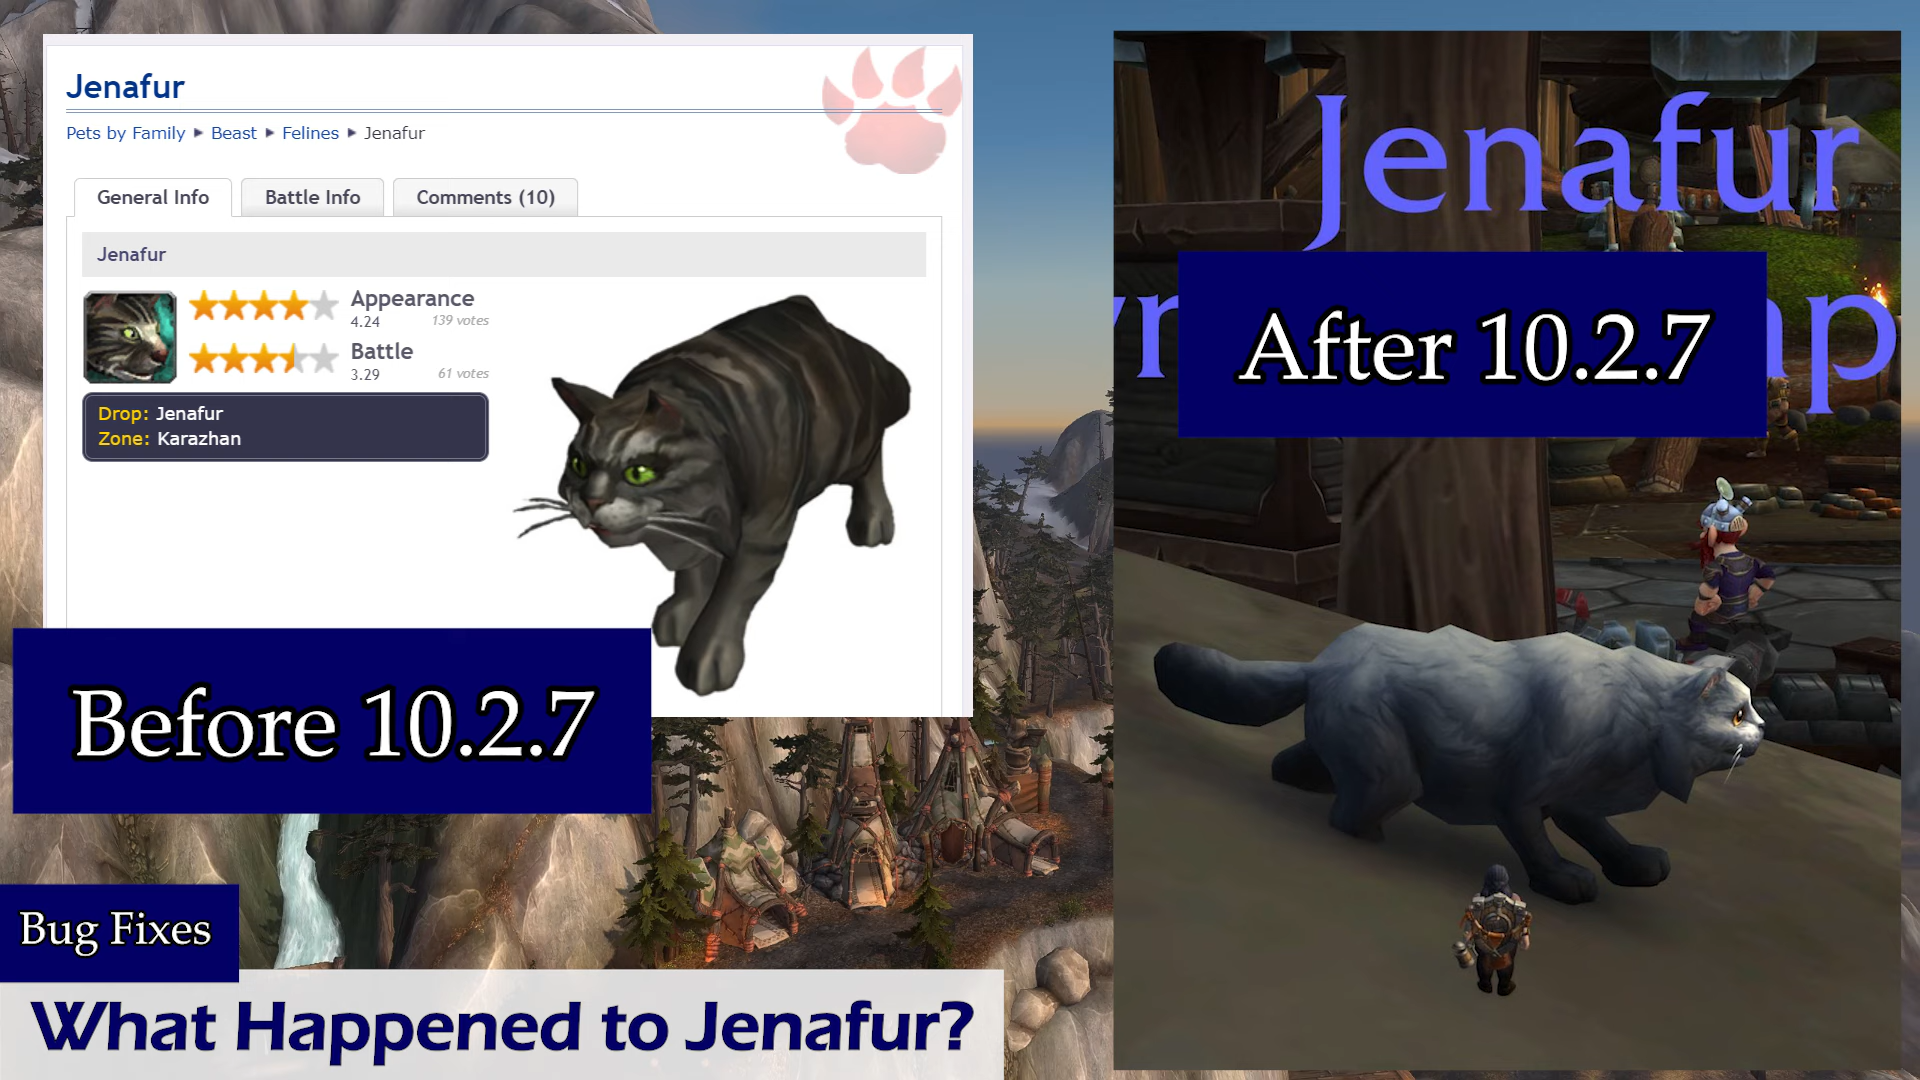 Jenafur
Pets by Family ▸ Beast ▸ Felines ▸ Jenafur
General Info
Battle Info
Comments (10)
Jenafur
Appearance
4.24
139 votes
Battle
3.29
61 votes
Drop: Jenafur
Zone: Karazhan
Before 10.2.7
Jenafur
After 10.2.7
Bug Fixes
What Happened to Jenafur?